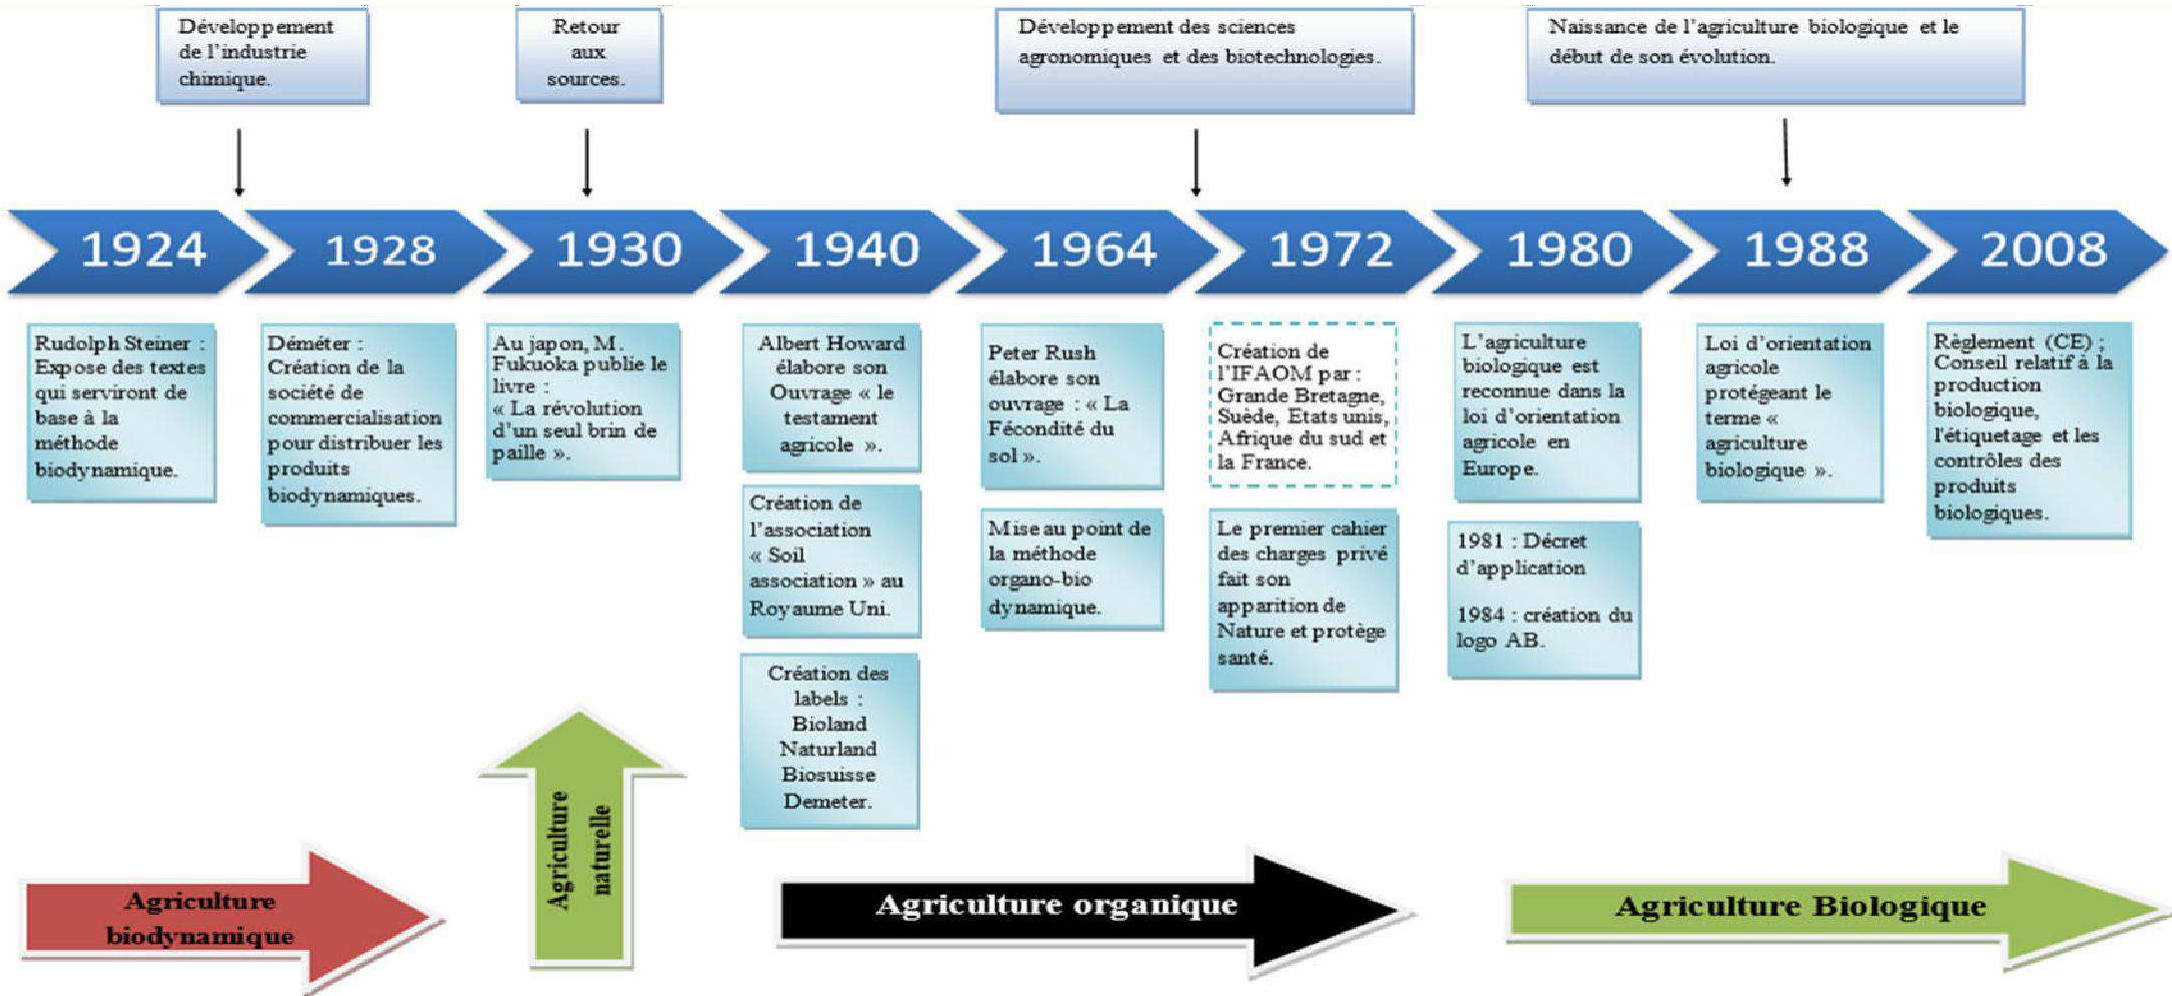 Développement
de l’industrie
chimique.
Retour
aux
sources.
Développement des sciences
agronomiques et des biotechnologies.
Naissance de l’agriculture biologique et le
début de son évolution.
1924
1928
1930
1940
1964
1972
1980
1988
2008
Rudolph Steiner :
Expose des textes
qui serviront de
base à la
méthode
biodynamique.
Déméter :
Création de la
société de
commercialisation
pour distribuer les
produits
biodynamiques.
Au japon, M.
Fukuoka publie le
livre :
« La révolution
d’un seul brin de
paille ».
Albert Howard
élabore son
Ouvrage « le
testament
agricole ».
Création de
l’association
« Soil
association » au
Royaume Uni.
Création des
labels :
Bioland
Naturland
Biosuisse
Demeter.
Peter Rush
élabore son
ouvrage : « La
Fécondité du
sol ».
Mise au point de
la méthode
organo-bio
dynamique.
Création de
l’IFAOM par :
Grande Bretagne,
Suède, Etats unis,
Afrique du sud et
la France.
Le premier cahier
des charges privé
fait son
apparition de
Nature et protège
santé.
L’agriculture
biologique est
reconnue dans la
loi d’orientation
agricole en
Europe.
1981 : Décret
d’application
1984 : création du
logo AB.
Loi d’orientation
agricole
protégeant le
terme «
agriculture
biologique ».
Règlement (CE) ;
Conseil relatif à la
production
biologique,
l'étiquetage et les
contrôles des
produits
biologiques.
Agriculture
biodynamique
Agriculture
naturelle
Agriculture organique
Agriculture Biologique